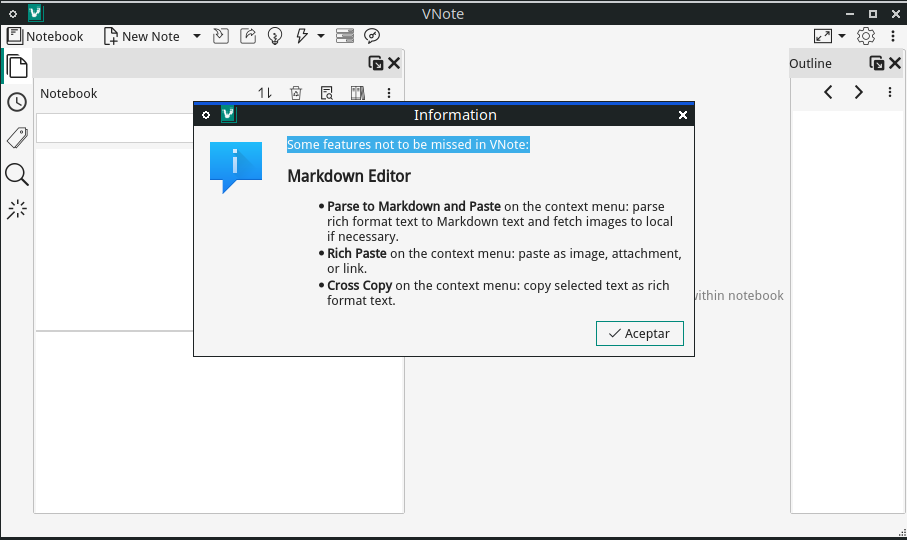 VNote
Notebook
New Note
Outline
Notebook
Information
Some features not to be missed in VNote:
Markdown Editor
Parse to Markdown and Paste on the context menu: parse
rich format text to Markdown text and fetch images to local
if necessary.
Rich Paste on the context menu: paste as image, attachment,
or link.
Cross Copy on the context menu: copy selected text as rich
format text.
within notebook
Aceptar